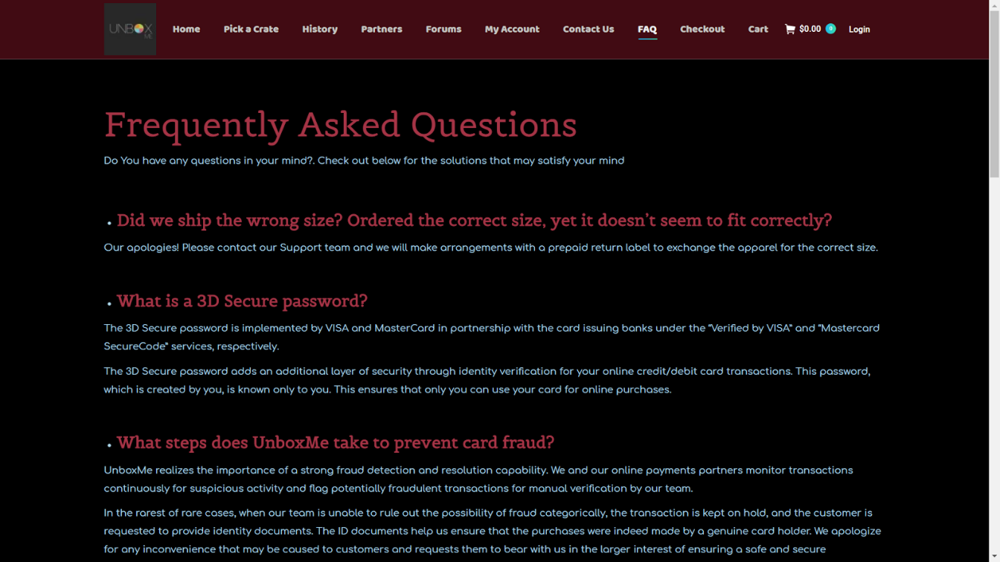 UNBOX
ME
Home
Pick a Crate
History
Partners
Forums
My Account
Contact Us
FAQ
Checkout
Cart
$0.00
0
Login
Frequently Asked Questions
Do You have any questions in your mind?. Check out below for the solutions that may satisfy your mind
• Did we ship the wrong size? Ordered the correct size, yet it doesn’t seem to fit correctly?
Our apologies! Please contact our Support team and we will make arrangements with a prepaid return label to exchange the apparel for the correct size.
• What is a 3D Secure password?
The 3D Secure password is implemented by VISA and MasterCard in partnership with the card issuing banks under the “Verified by VISA” and “Mastercard
SecureCode” services, respectively.
The 3D Secure password adds an additional layer of security through identity verification for your online credit/debit card transactions. This password,
which is created by you, is known only to you. This ensures that only you can use your card for online purchases.
• What steps does UnboxMe take to prevent card fraud?
UnboxMe realizes the importance of a strong fraud detection and resolution capability. We and our online payments partners monitor transactions
continuously for suspicious activity and flag potentially fraudulent transactions for manual verification by our team.
In the rarest of rare cases, when our team is unable to rule out the possibility of fraud categorically, the transaction is kept on hold, and the customer is
requested to provide identity documents. The ID documents help us ensure that the purchases were indeed made by a genuine card holder. We apologize
for any inconvenience that may be caused to customers and requests them to bear with us in the larger interest of ensuring a safe and secure